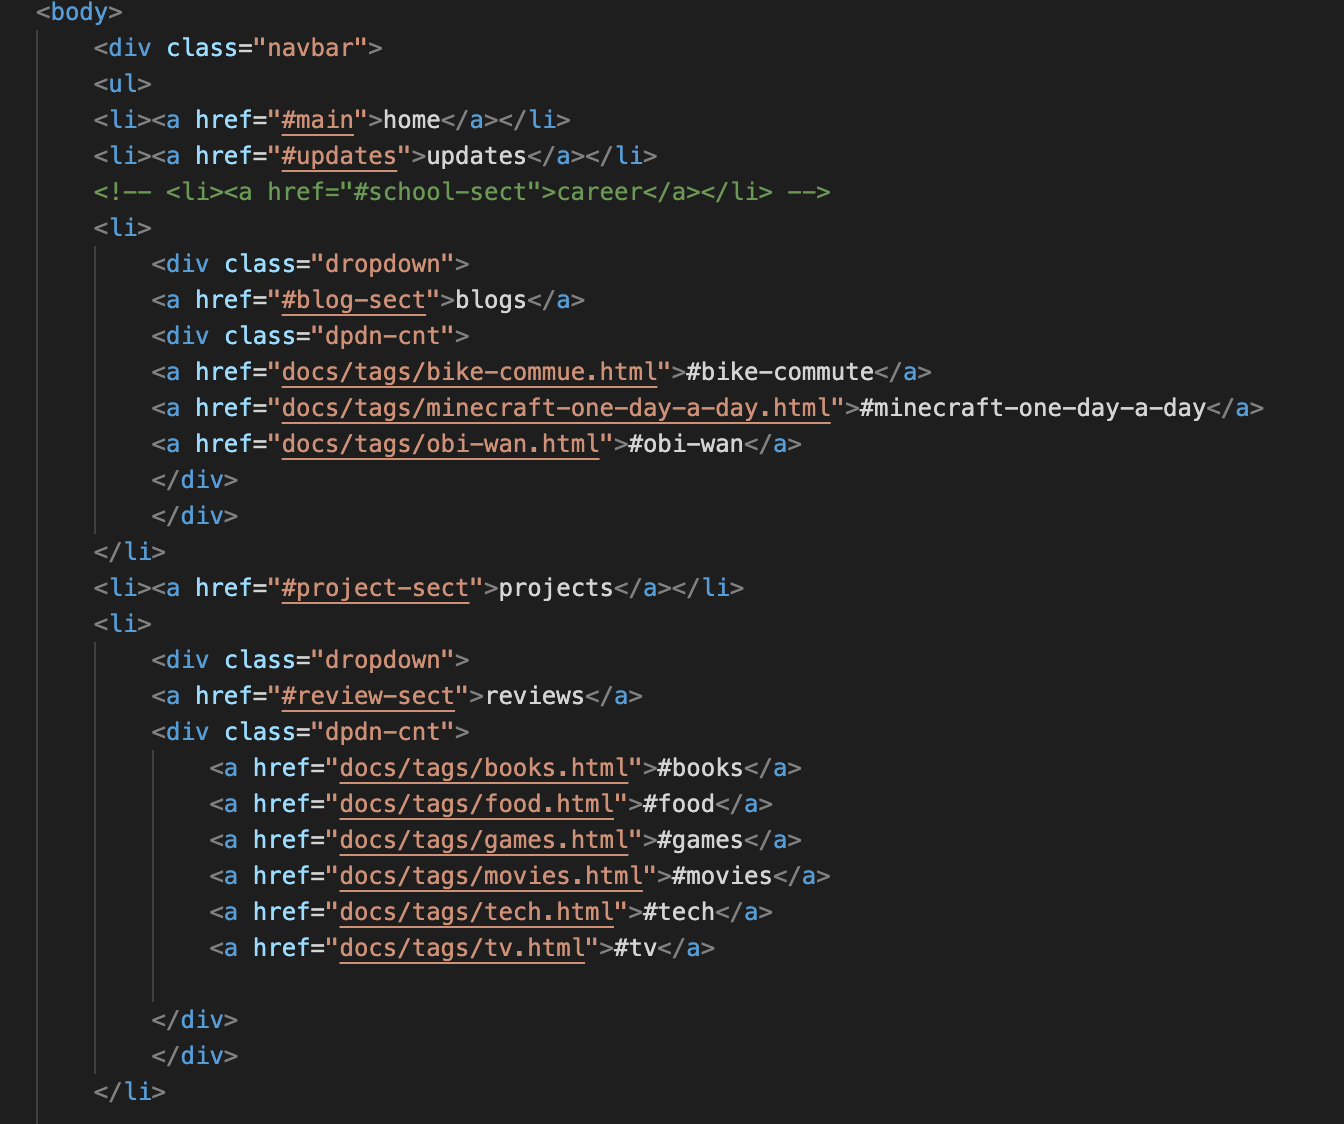 <body>
<div class="navbar">
<ul>
<li><a href="#main">home</a></li>
<li><a href="#updates">updates</a></li>
<!-- <li><a href="#school-sect">career</a></li> -->
<li>
<div class="dropdown">
<a href="#blog-sect">blogs</a>
<div class="dpdn-cnt">
<a href="docs/tags/bike-commue.html">#bike-commute</a>
<a href="docs/tags/minecraft-one-day-a-day.html">#minecraft-one-day-a-day</a>
<a href="docs/tags/obi-wan.html">#obi-wan</a>
</div>
</div>
</li>
<li><a href="#project-sect">projects</a></li>
<li>
<div class="dropdown">
<a href="#review-sect">reviews</a>
<div class="dpdn-cnt">
<a href="docs/tags/books.html">#books</a>
<a href="docs/tags/food.html">#food</a>
<a href="docs/tags/games.html">#games</a>
<a href="docs/tags/movies.html">#movies</a>
<a href="docs/tags/tech.html">#tech</a>
<a href="docs/tags/tv.html">#tv</a>
</div>
</div>
</li>